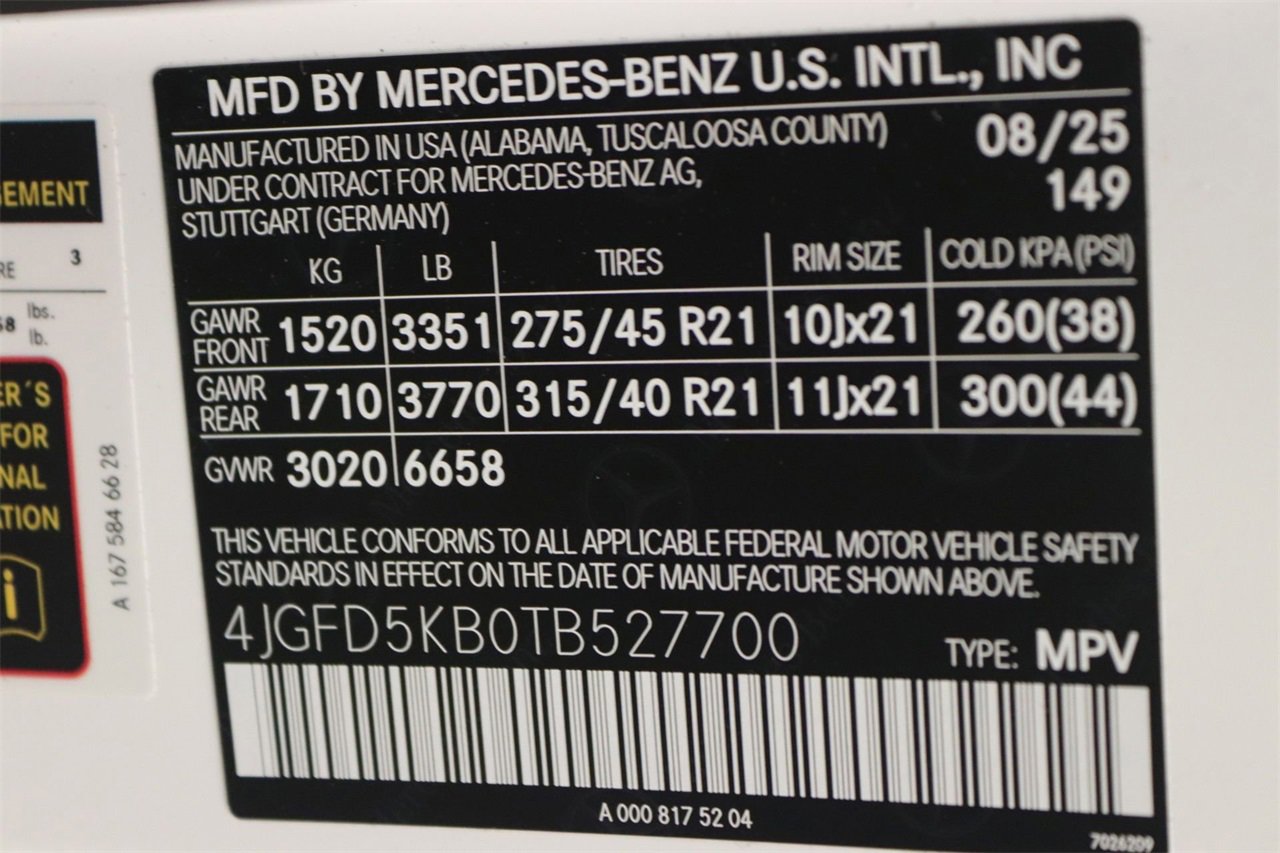 MFD BY MERCEDES-BENZ U.S. INTL., INC
MANUFACTURED IN USA (ALABAMA, TUSCALOOSA COUNTY) 08/25
UNDER CONTRACT FOR MERCEDES-BENZ AG, 149
STUTTGART (GERMANY)
KG LB TIRES RIM SIZE COLD KPA(PSI)
GAWR FRONT 1520 3351 275/45 R21 10Jx21 260(38)
GAWR REAR 1710 3770 315/40 R21 11Jx21 300(44)
GVWR 3020 6658
THIS VEHICLE CONFORMS TO ALL APPLICABLE FEDERAL MOTOR VEHICLE SAFETY
STANDARDS IN EFFECT ON THE DATE OF MANUFACTURE SHOWN ABOVE.
4JGFD5KB0TB527700 TYPE: MPV
A 000 817 52 04
7026209
EMENT
RE 3
lbs.
8 lb.
ER´S
FOR
NAL
ATION
i
A 167 584 66 28